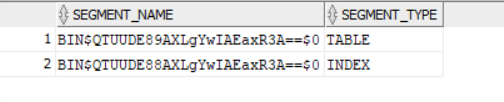 SEGMENT_NAME SEGMENT_TYPE
1 BIN$QTUUDE89AXLgYwIAEaxR3A==$0 TABLE
2 BIN$QTUUDE88AXLgYwIAEaxR3A==$0 INDEX